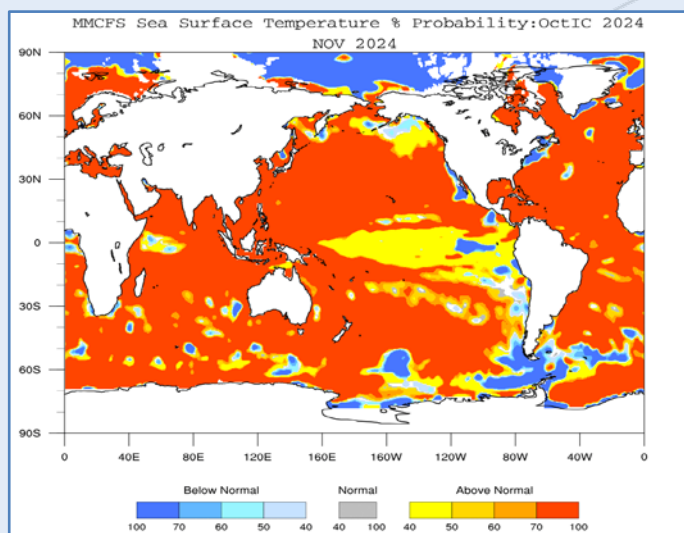 MMCFS Sea Surface Temperature % Probability:OctIC 2024
NOV 2024
90N
60N
30N
0
30S
60S
90S
0 40E 80E 120E 160E 160W 120W 80W 40W 0
Below Normal Normal Above Normal
100 70 60 50 40 40 100 40 50 60 70 100